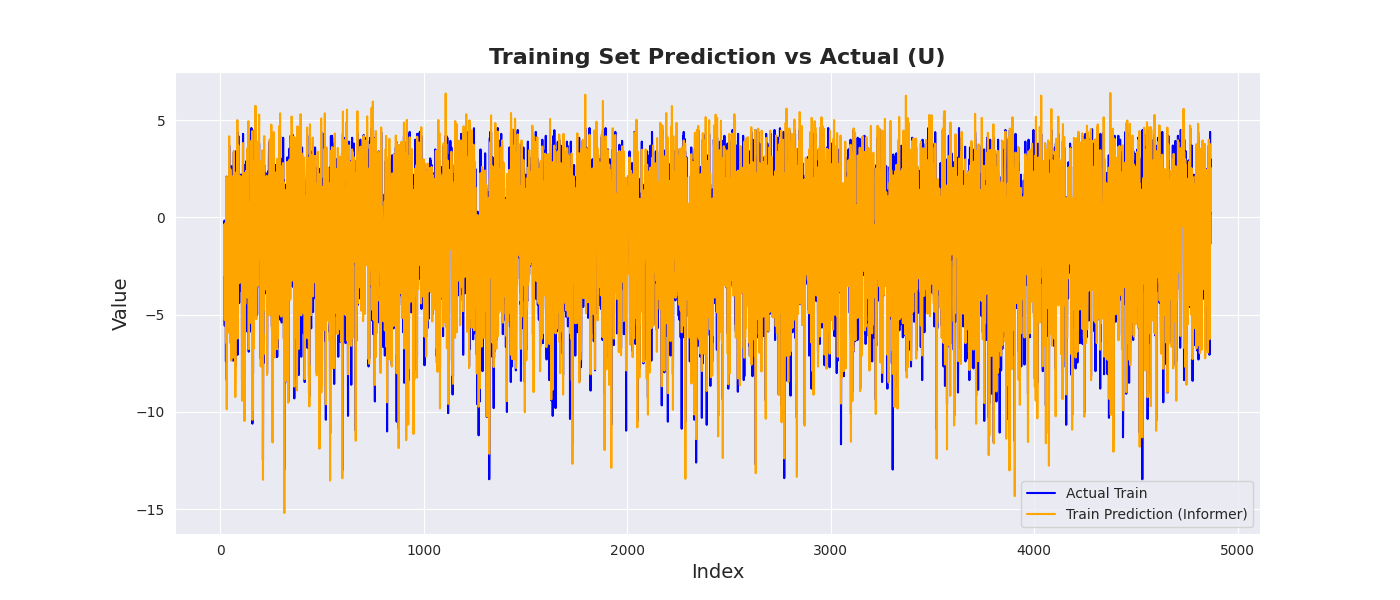 Training Set Prediction vs Actual (U)
Value
5
0
−5
−10
−15
0
1000
2000
3000
4000
5000
Index
Actual Train
Train Prediction (Informer)